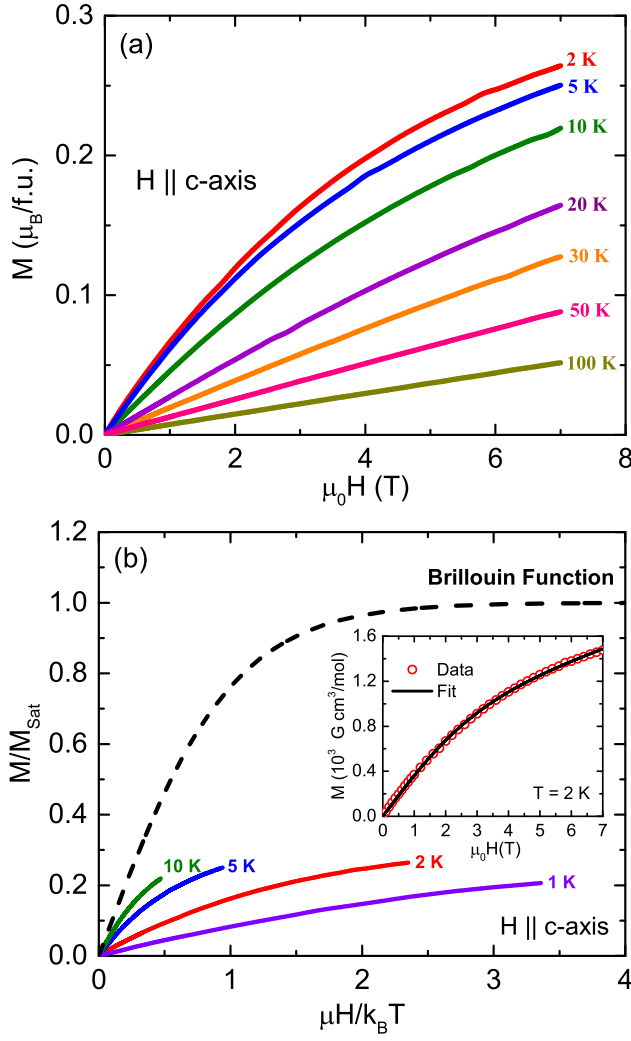 (a)
M (μB/f.u.)
0.3
0.2
0.1
0.0
H || c-axis
2 K
5 K
10 K
20 K
30 K
50 K
100 K
0 2 4 6 8
μ0H (T)
(b)
M/MSat
1.2
1.0
0.8
0.6
0.4
0.2
0.0
Brillouin Function
M (10³ G cm³/mol)
1.6
1.2
0.8
0.4
0.0
Data
Fit
T = 2 K
0 1 2 3 4 5 6 7
μ0H(T)
10 K
5 K
2 K
1 K
H || c-axis
0 1 2 3 4
μH/kBT